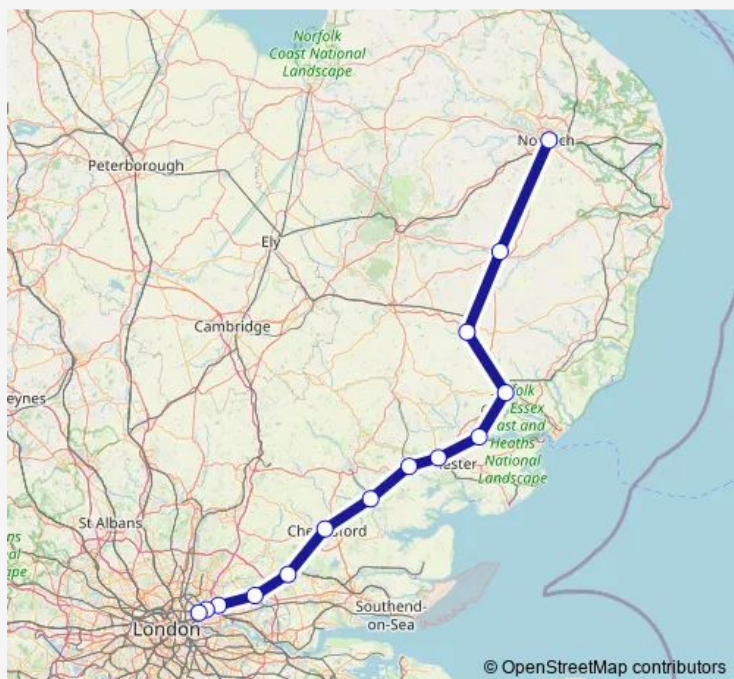 Norfolk
Coast National
Landscape
Peterborough
Ely
Cambridge
eynes
folk
Essex
ast and
Heaths
National
Landscape
ester
St Albans
Southend-
on-Sea
London
© OpenStreetMap contributors